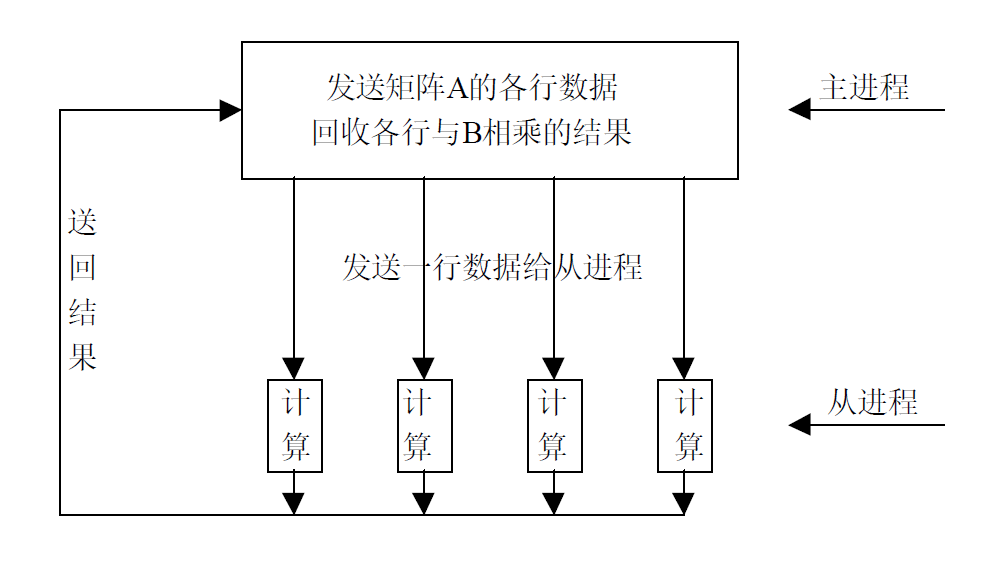 发送矩阵A的各行数据
回收各行与B相乘的结果
主进程
送回结果
发送一行数据给从进程
计算
计算
计算
计算
从进程